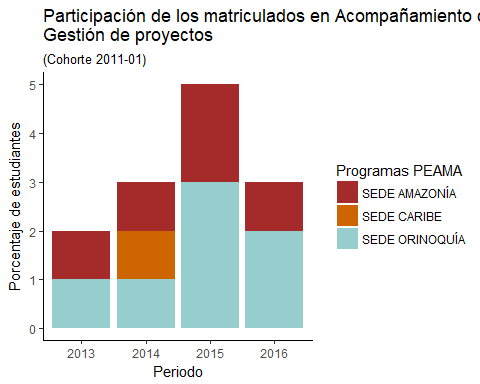 Participación de los matriculados en Acompañamiento
Gestión de proyectos
(Cohorte 2011-01)
Porcentaje de estudiantes
5
4
3
2
1
0
2013 2014 2015 2016
Periodo
Programas PEAMA
SEDE AMAZONÍA
SEDE CARIBE
SEDE ORINOQUÍA